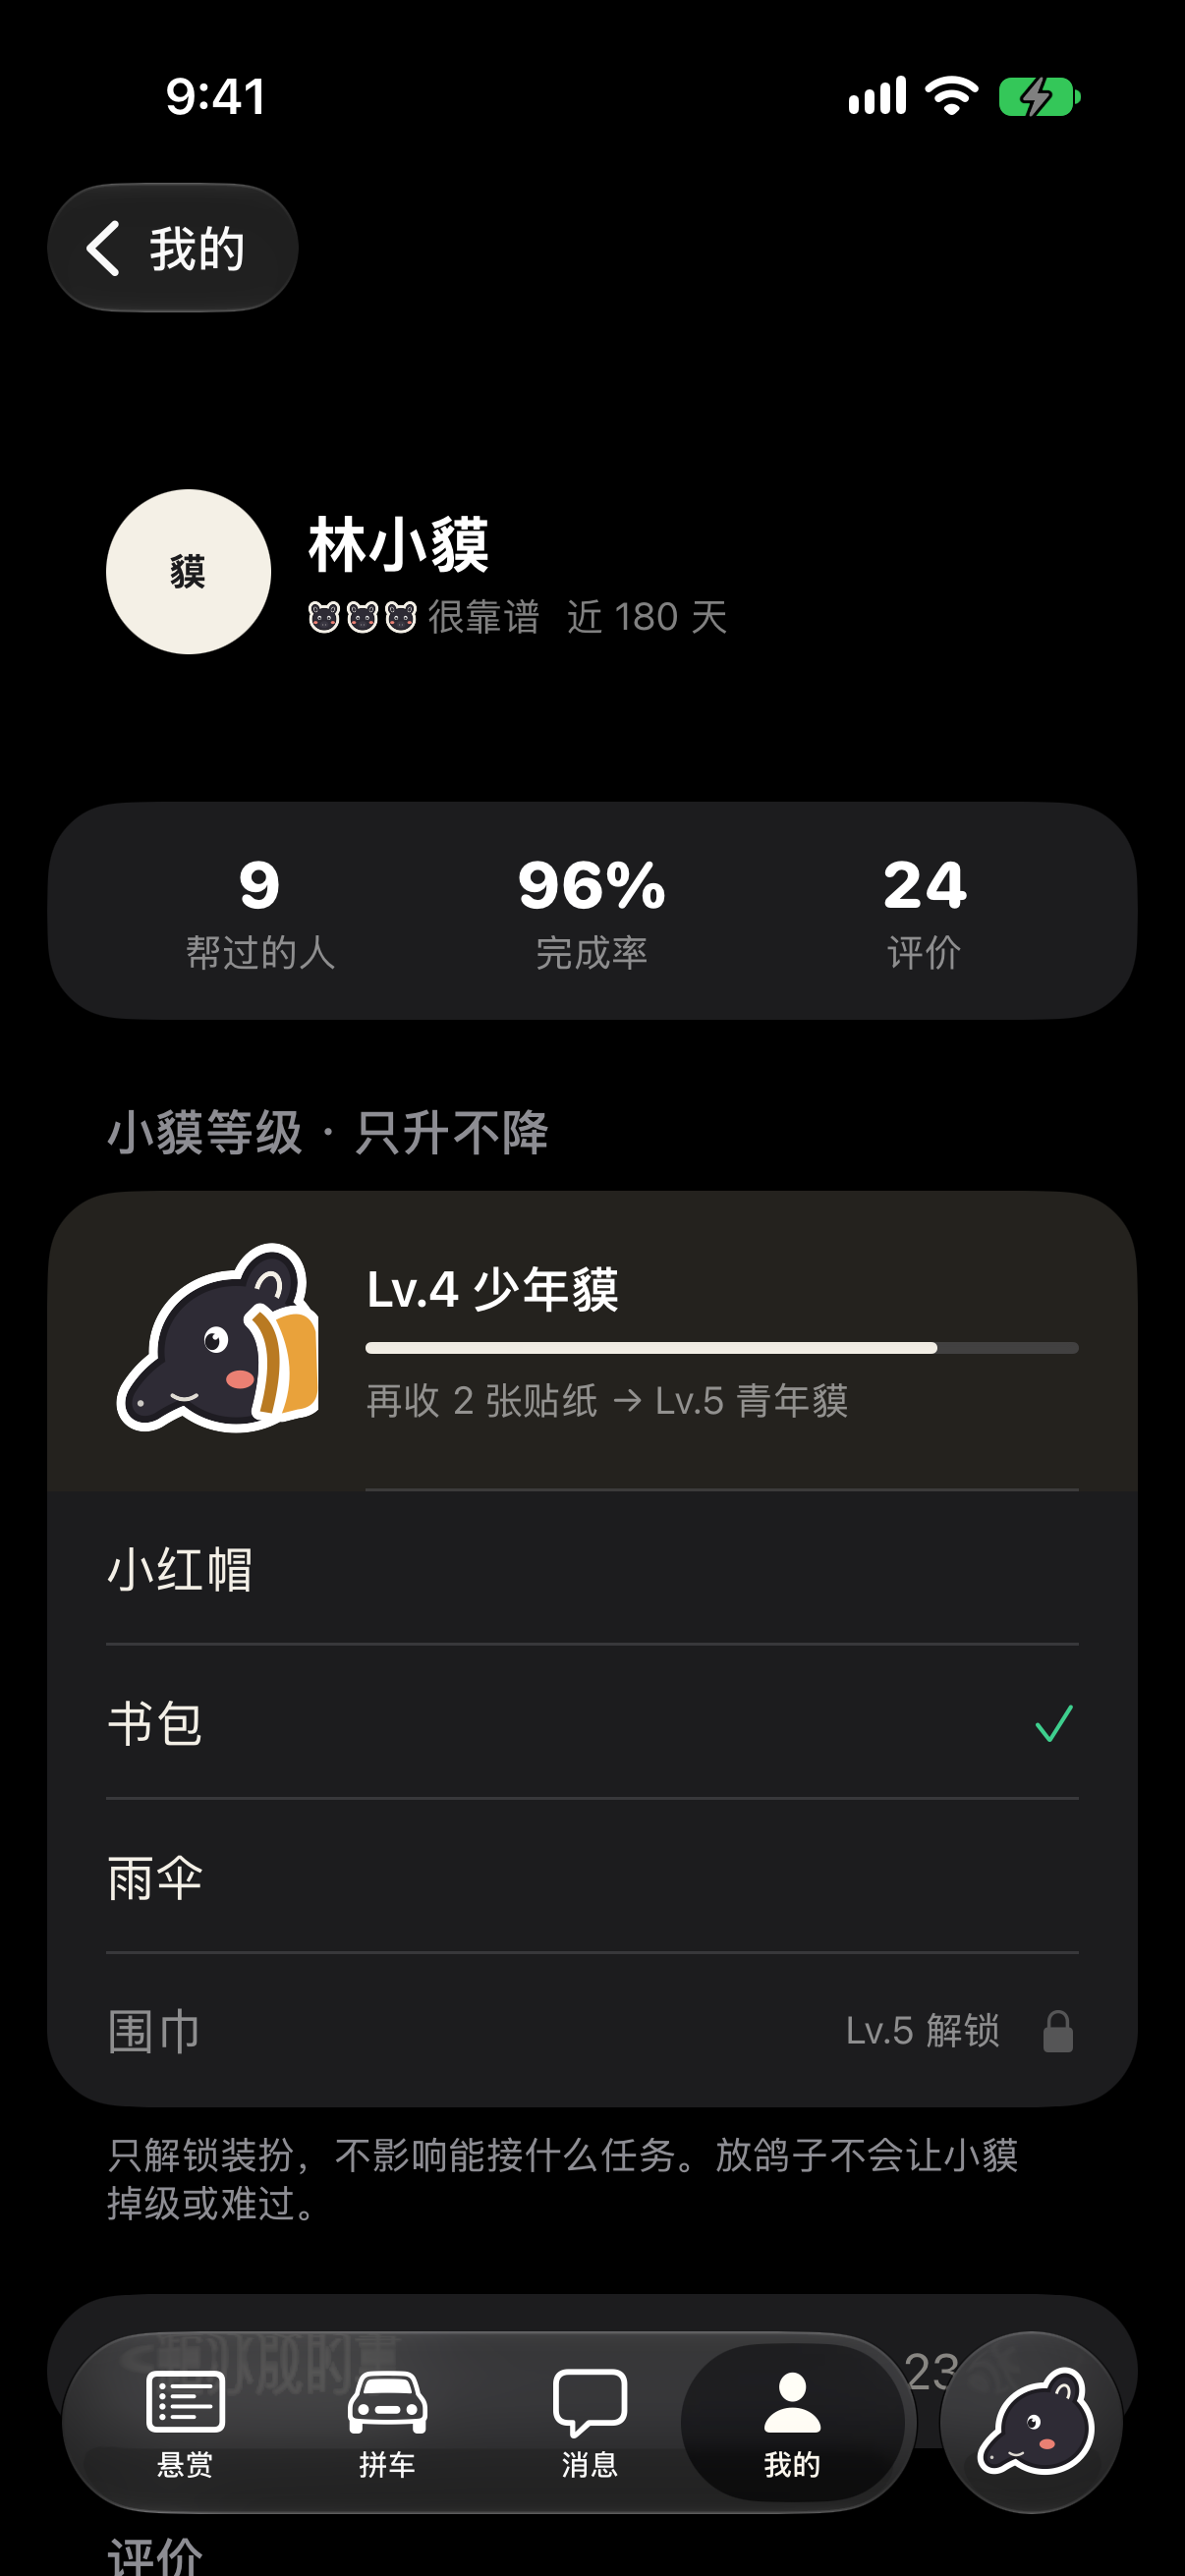 9:41
我的
貘
林小貘
很靠谱 近 180 天
9
96%
24
帮过的人
完成率
评价
小貘等级 · 只升不降
Lv.4 少年貘
再收 2 张贴纸 → Lv.5 青年貘
小红帽
书包
雨伞
围巾
Lv.5 解锁
只解锁装扮，不影响能接什么任务。放鸽子不会让小貘
掉级或难过。
23
悬赏
拼车
消息
我的
评价